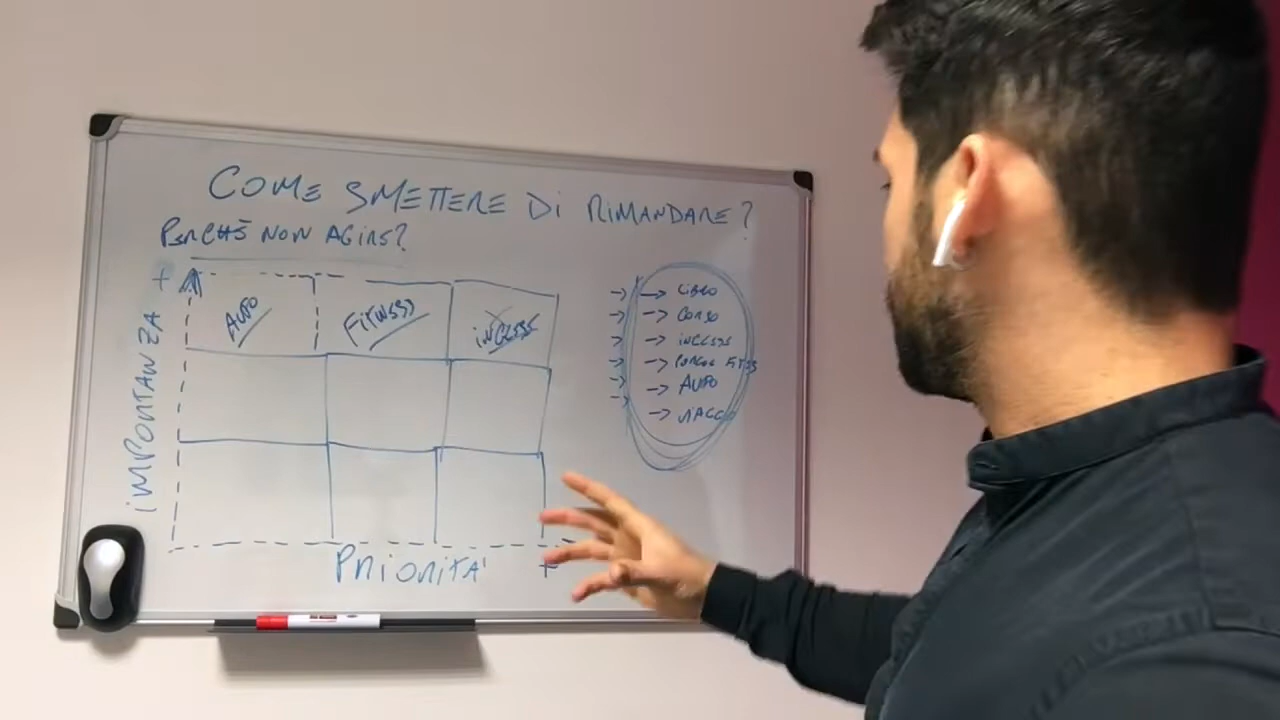 COME SMETTERE Di RIMANDARE?
PERCHÈ NON AGIRE?
+
IMPORTANZA
AUTO
FITNESS
INGLESE
→ LIBRO
→ CORSO
→ INGLESE
→ AUTO
→ VIAGGIO
PRIORITA'
+